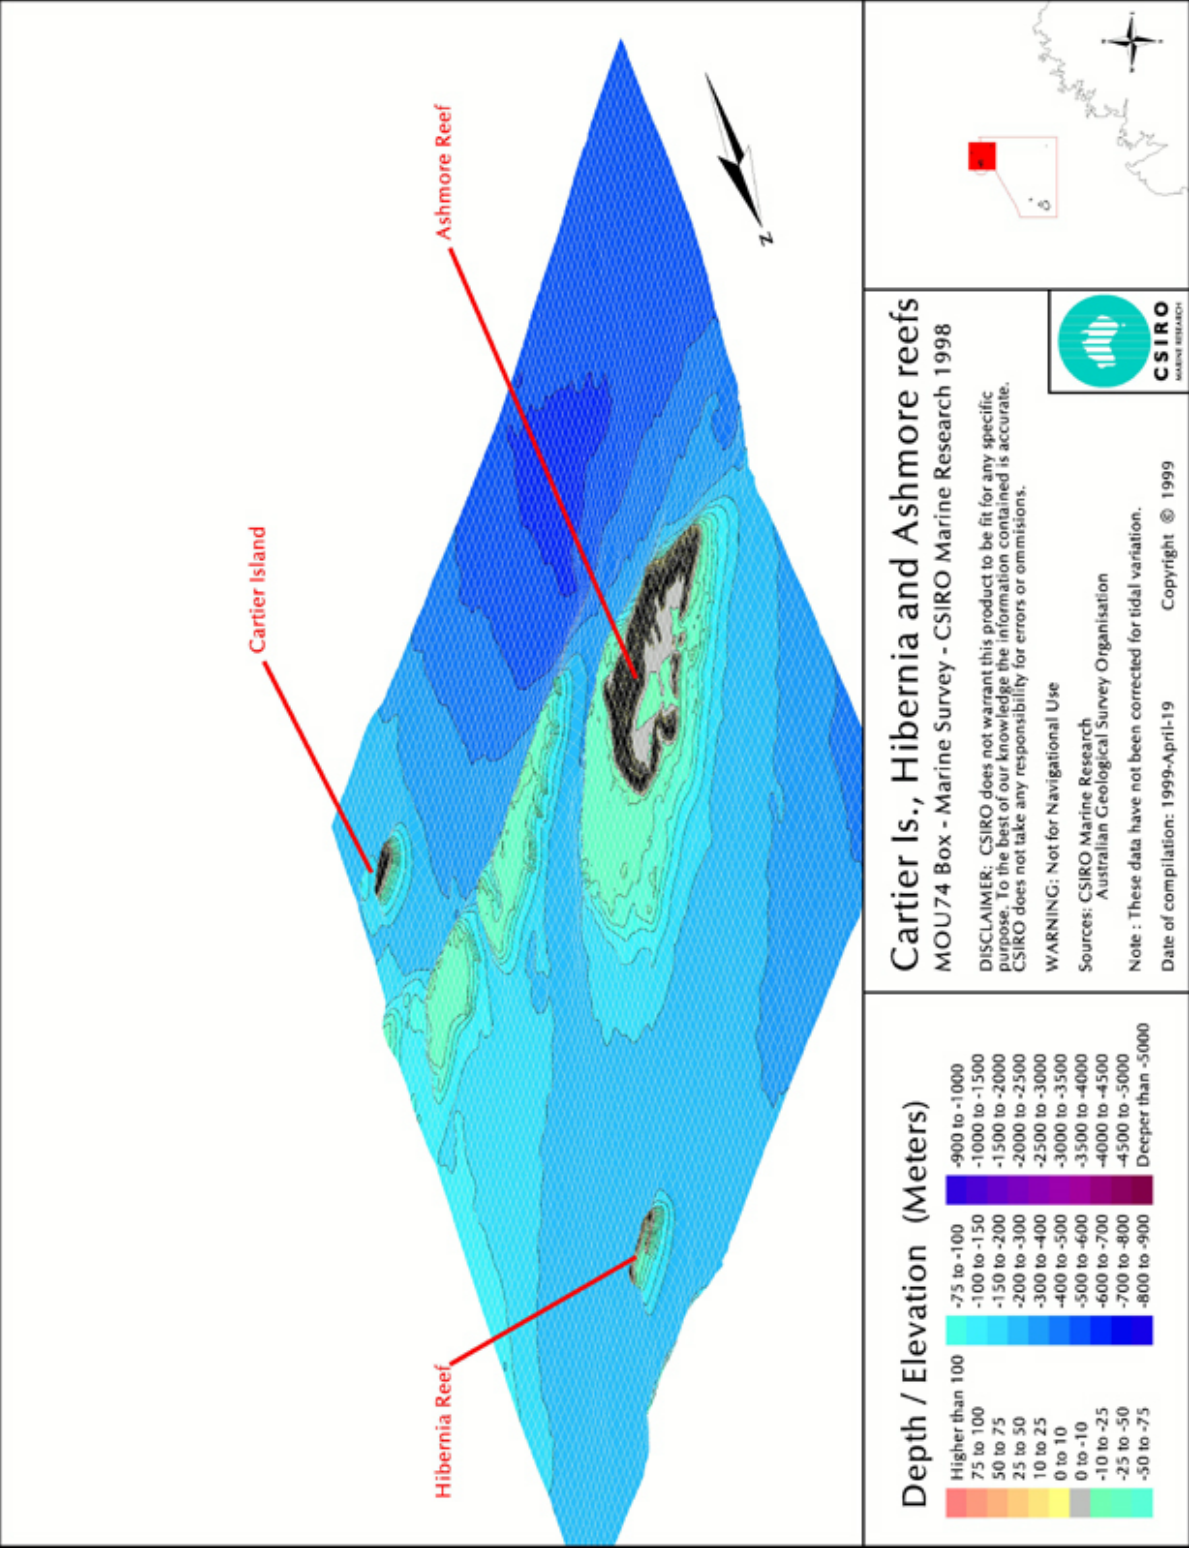 Cartier Island
Ashmore Reef
Hibernia Reef
N
Depth / Elevation (Meters)
Higher than 100
75 to 100
50 to 75
25 to 50
10 to 25
0 to 10
0 to -10
-10 to -25
-25 to -50
-50 to -75
-75 to -100
-100 to -150
-150 to -200
-200 to -300
-300 to -400
-400 to -500
-500 to -600
-600 to -700
-700 to -800
-800 to -900
-900 to -1000
-1000 to -1500
-1500 to -2000
-2000 to -2500
-2500 to -3000
-3000 to -3500
-3500 to -4000
-4000 to -4500
-4500 to -5000
Deeper than -5000
Cartier Is., Hibernia and Ashmore reefs
MOU74 Box - Marine Survey - CSIRO Marine Research 1998
DISCLAIMER: CSIRO does not warrant this product to be fit for any specific
purpose. To the best of our knowledge the information contained is accurate.
CSIRO does not take any responsibility for errors or ommisions.
WARNING: Not for Navigational Use
Sources: CSIRO Marine Research
Australian Geological Survey Organisation
Note : These data have not been corrected for tidal variation.
Date of compilation: 1999-April-19 Copyright © 1999
CSIRO
MARINE RESEARCH